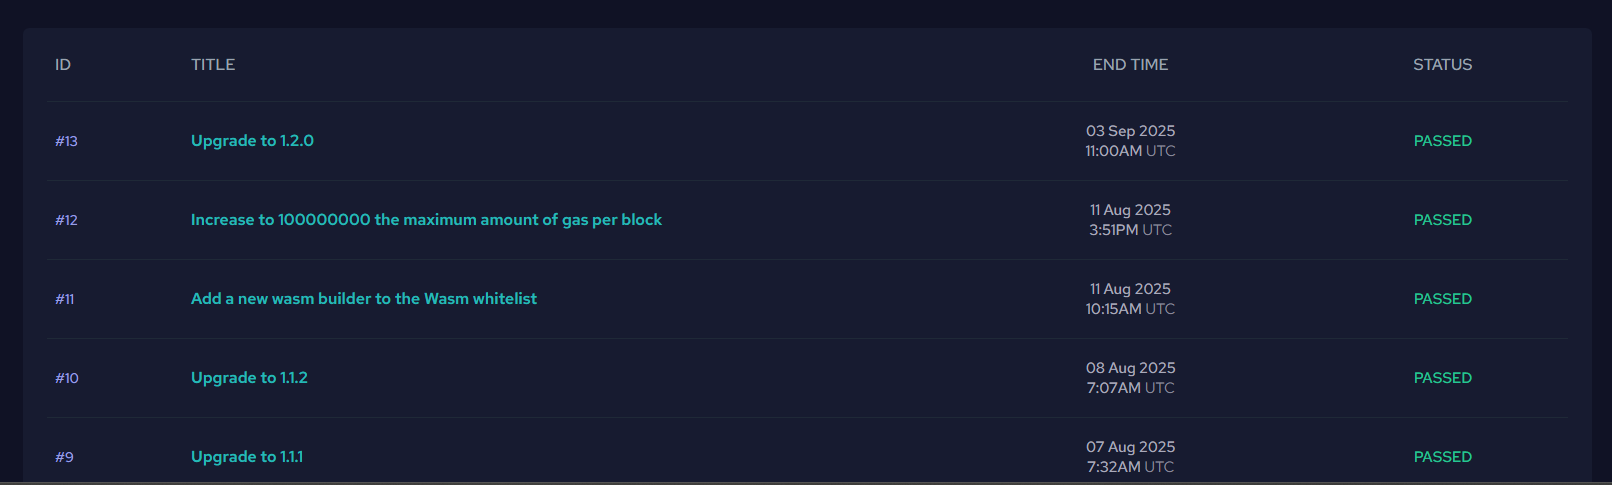 ID TITLE END TIME STATUS
#13 Upgrade to 1.2.0 03 Sep 2025 PASSED
11:00AM UTC
#12 Increase to 100000000 the maximum amount of gas per block 11 Aug 2025 PASSED
3:51PM UTC
#11 Add a new wasm builder to the Wasm whitelist 11 Aug 2025 PASSED
10:15AM UTC
#10 Upgrade to 1.1.2 08 Aug 2025 PASSED
7:07AM UTC
#9 Upgrade to 1.1.1 07 Aug 2025 PASSED
7:32AM UTC